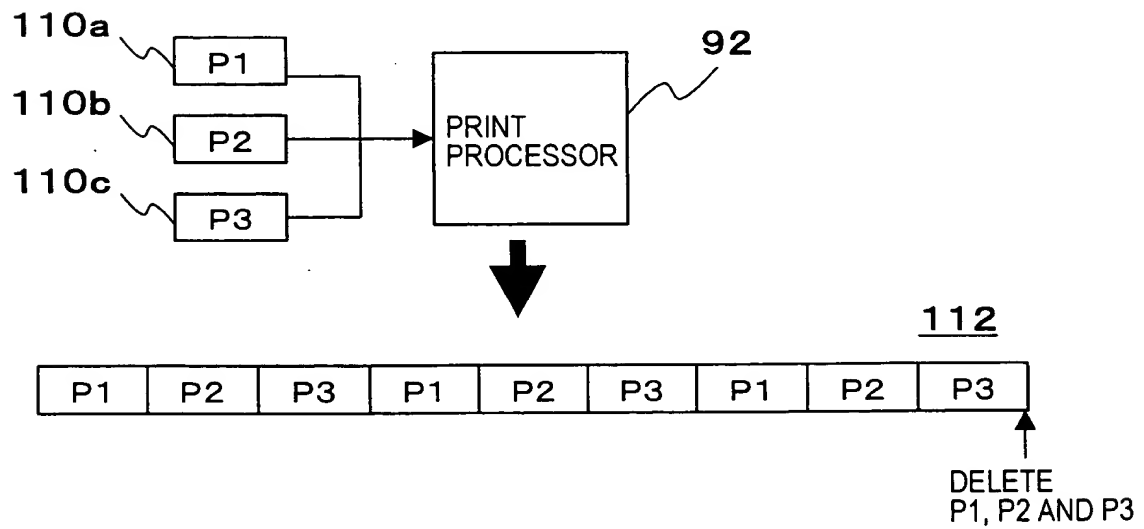 110a
P1
92
110b
P2
PRINT
PROCESSOR
110c
P3
112
P1 P2 P3 P1 P2 P3 P1 P2 P3
DELETE
P1, P2 AND P3